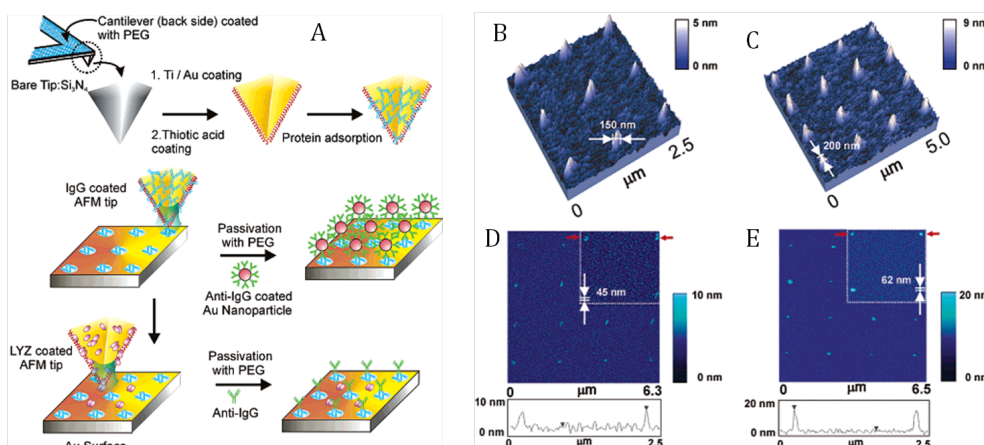 Cantilever (back side) coated
with PEG
A
Bare Tip:Si3N4
1. Ti / Au coating
2.Thiotic acid
coating
Protein adsorption
IgG coated
AFM tip
Passivation
with PEG
Anti-IgG coated
Au Nanoparticle
LYZ coated
AFM tip
Passivation
with PEG
Anti-IgG
Au Surface
B
5 nm
0 nm
150 nm
2.5
μm
0
C
9 nm
0 nm
200 nm
5.0
μm
0
D
45 nm
10 nm
0 nm
0 μm 6.3
10 nm
0 nm
0 μm 2.5
E
62 nm
20 nm
0 nm
0 μm 6.5
20 nm
0 nm
0 μm 2.5